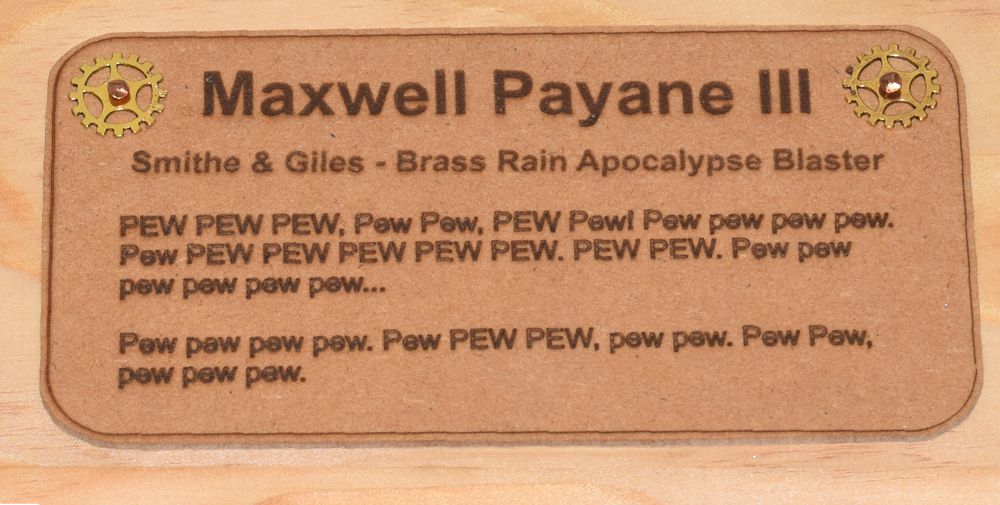 Maxwell Payane III
Smithe & Giles - Brass Rain Apocalypse Blaster
PEW PEW PEW, Pew Pew, PEW Pew! Pew pew pew pew.
Pew PEW PEW PEW PEW PEW. PEW PEW. Pew pew
pew pew pew pew...
Pew pew pew pew. Pew PEW PEW, pew pew. Pew Pew,
pew pew pew.